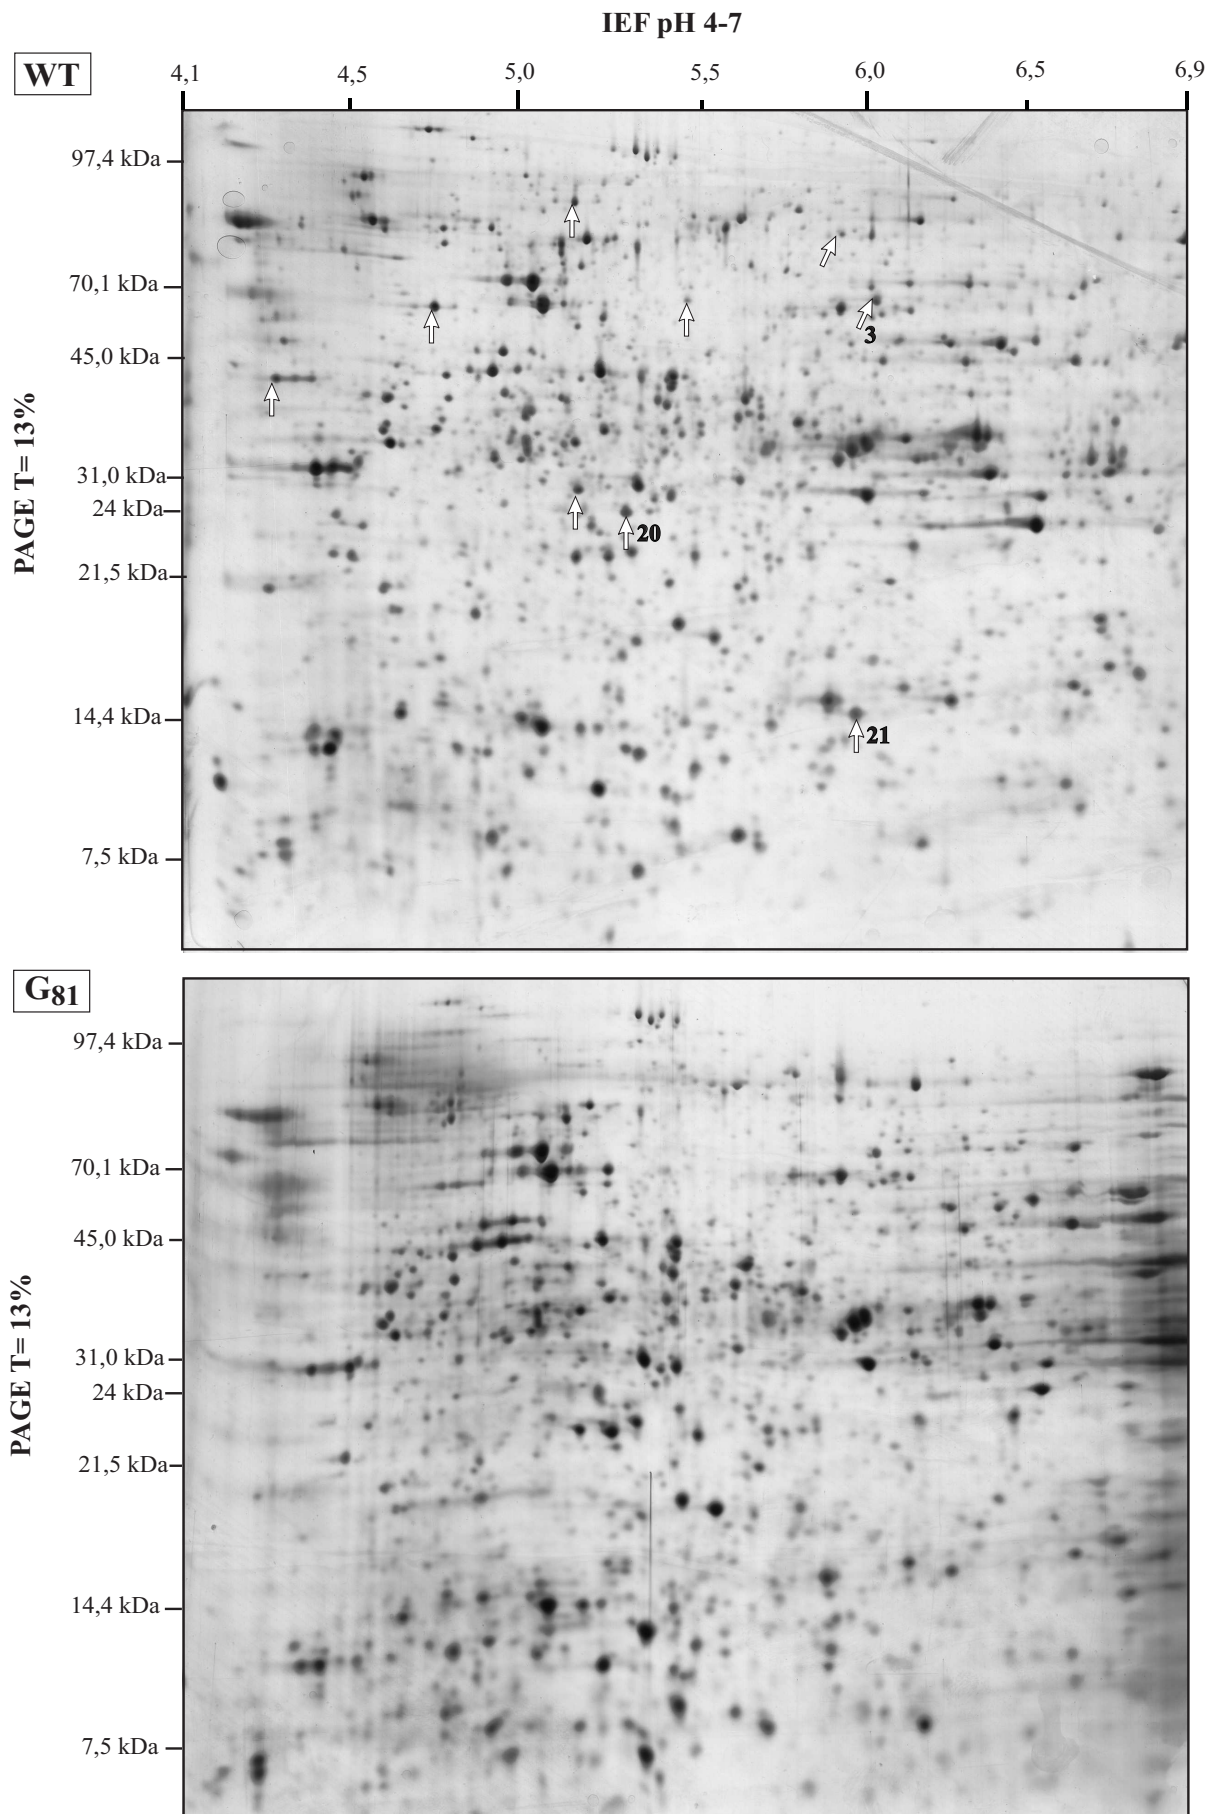 IEF pH 4-7
WT
4,1 4,5 5,0 5,5 6,0 6,5 6,9
97,4 kDa
70,1 kDa
3
45,0 kDa
PAGE T= 13%
31,0 kDa
24 kDa
20
21,5 kDa
14,4 kDa
21
7,5 kDa
G81
97,4 kDa
70,1 kDa
45,0 kDa
PAGE T= 13%
31,0 kDa
24 kDa
21,5 kDa
14,4 kDa
7,5 kDa